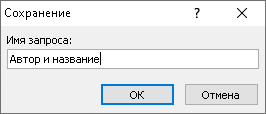 Сохранение
Имя запроса:
Автор и название
ОК
Отмена